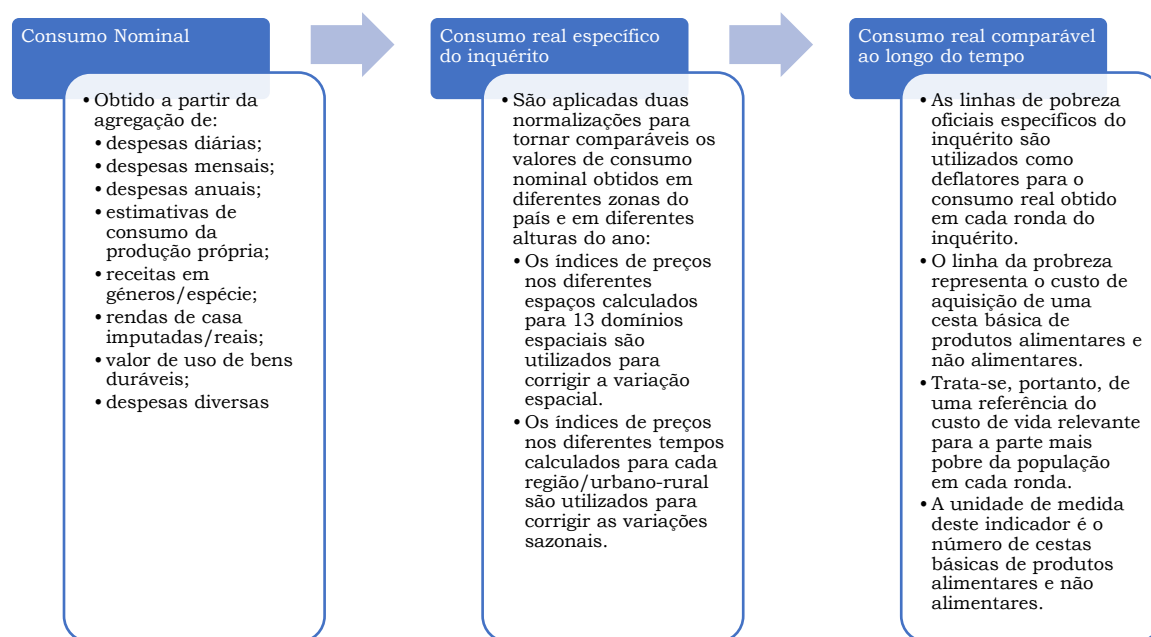 Consumo Nominal
• Obtido a partir da
agregação de:
• despesas diárias;
• despesas mensais;
• despesas anuais;
• estimativas de
consumo da
produção própria;
• receitas em
géneros/espécie;
• rendas de casa
imputadas/reais;
• valor de uso de bens
duráveis;
• despesas diversas
Consumo real específico
do inquérito
• São aplicadas duas
normalizações para
tornar comparáveis os
valores de consumo
nominal obtidos em
diferentes zonas do
país e em diferentes
alturas do ano:
• Os índices de preços
nos diferentes
espaços calculados
para 13 domínios
espaciais são
utilizados para
corrigir a variação
espacial.
• Os índices de preços
nos diferentes tempos
calculados para cada
região/urbano-rural
são utilizados para
corrigir as variações
sazonais.
Consumo real comparável
ao longo do tempo
• As linhas de pobreza
oficiais específicos do
inquérito são
utilizados como
deflatores para o
consumo real obtido
em cada ronda do
inquérito.
• O linha da probreza
representa o custo de
aquisição de uma
cesta básica de
produtos alimentares e
não alimentares.
• Trata-se, portanto, de
uma referência do
custo de vida relevante
para a parte mais
pobre da população
em cada ronda.
• A unidade de medida
deste indicador é o
número de cestas
básicas de produtos
alimentares e não
alimentares.